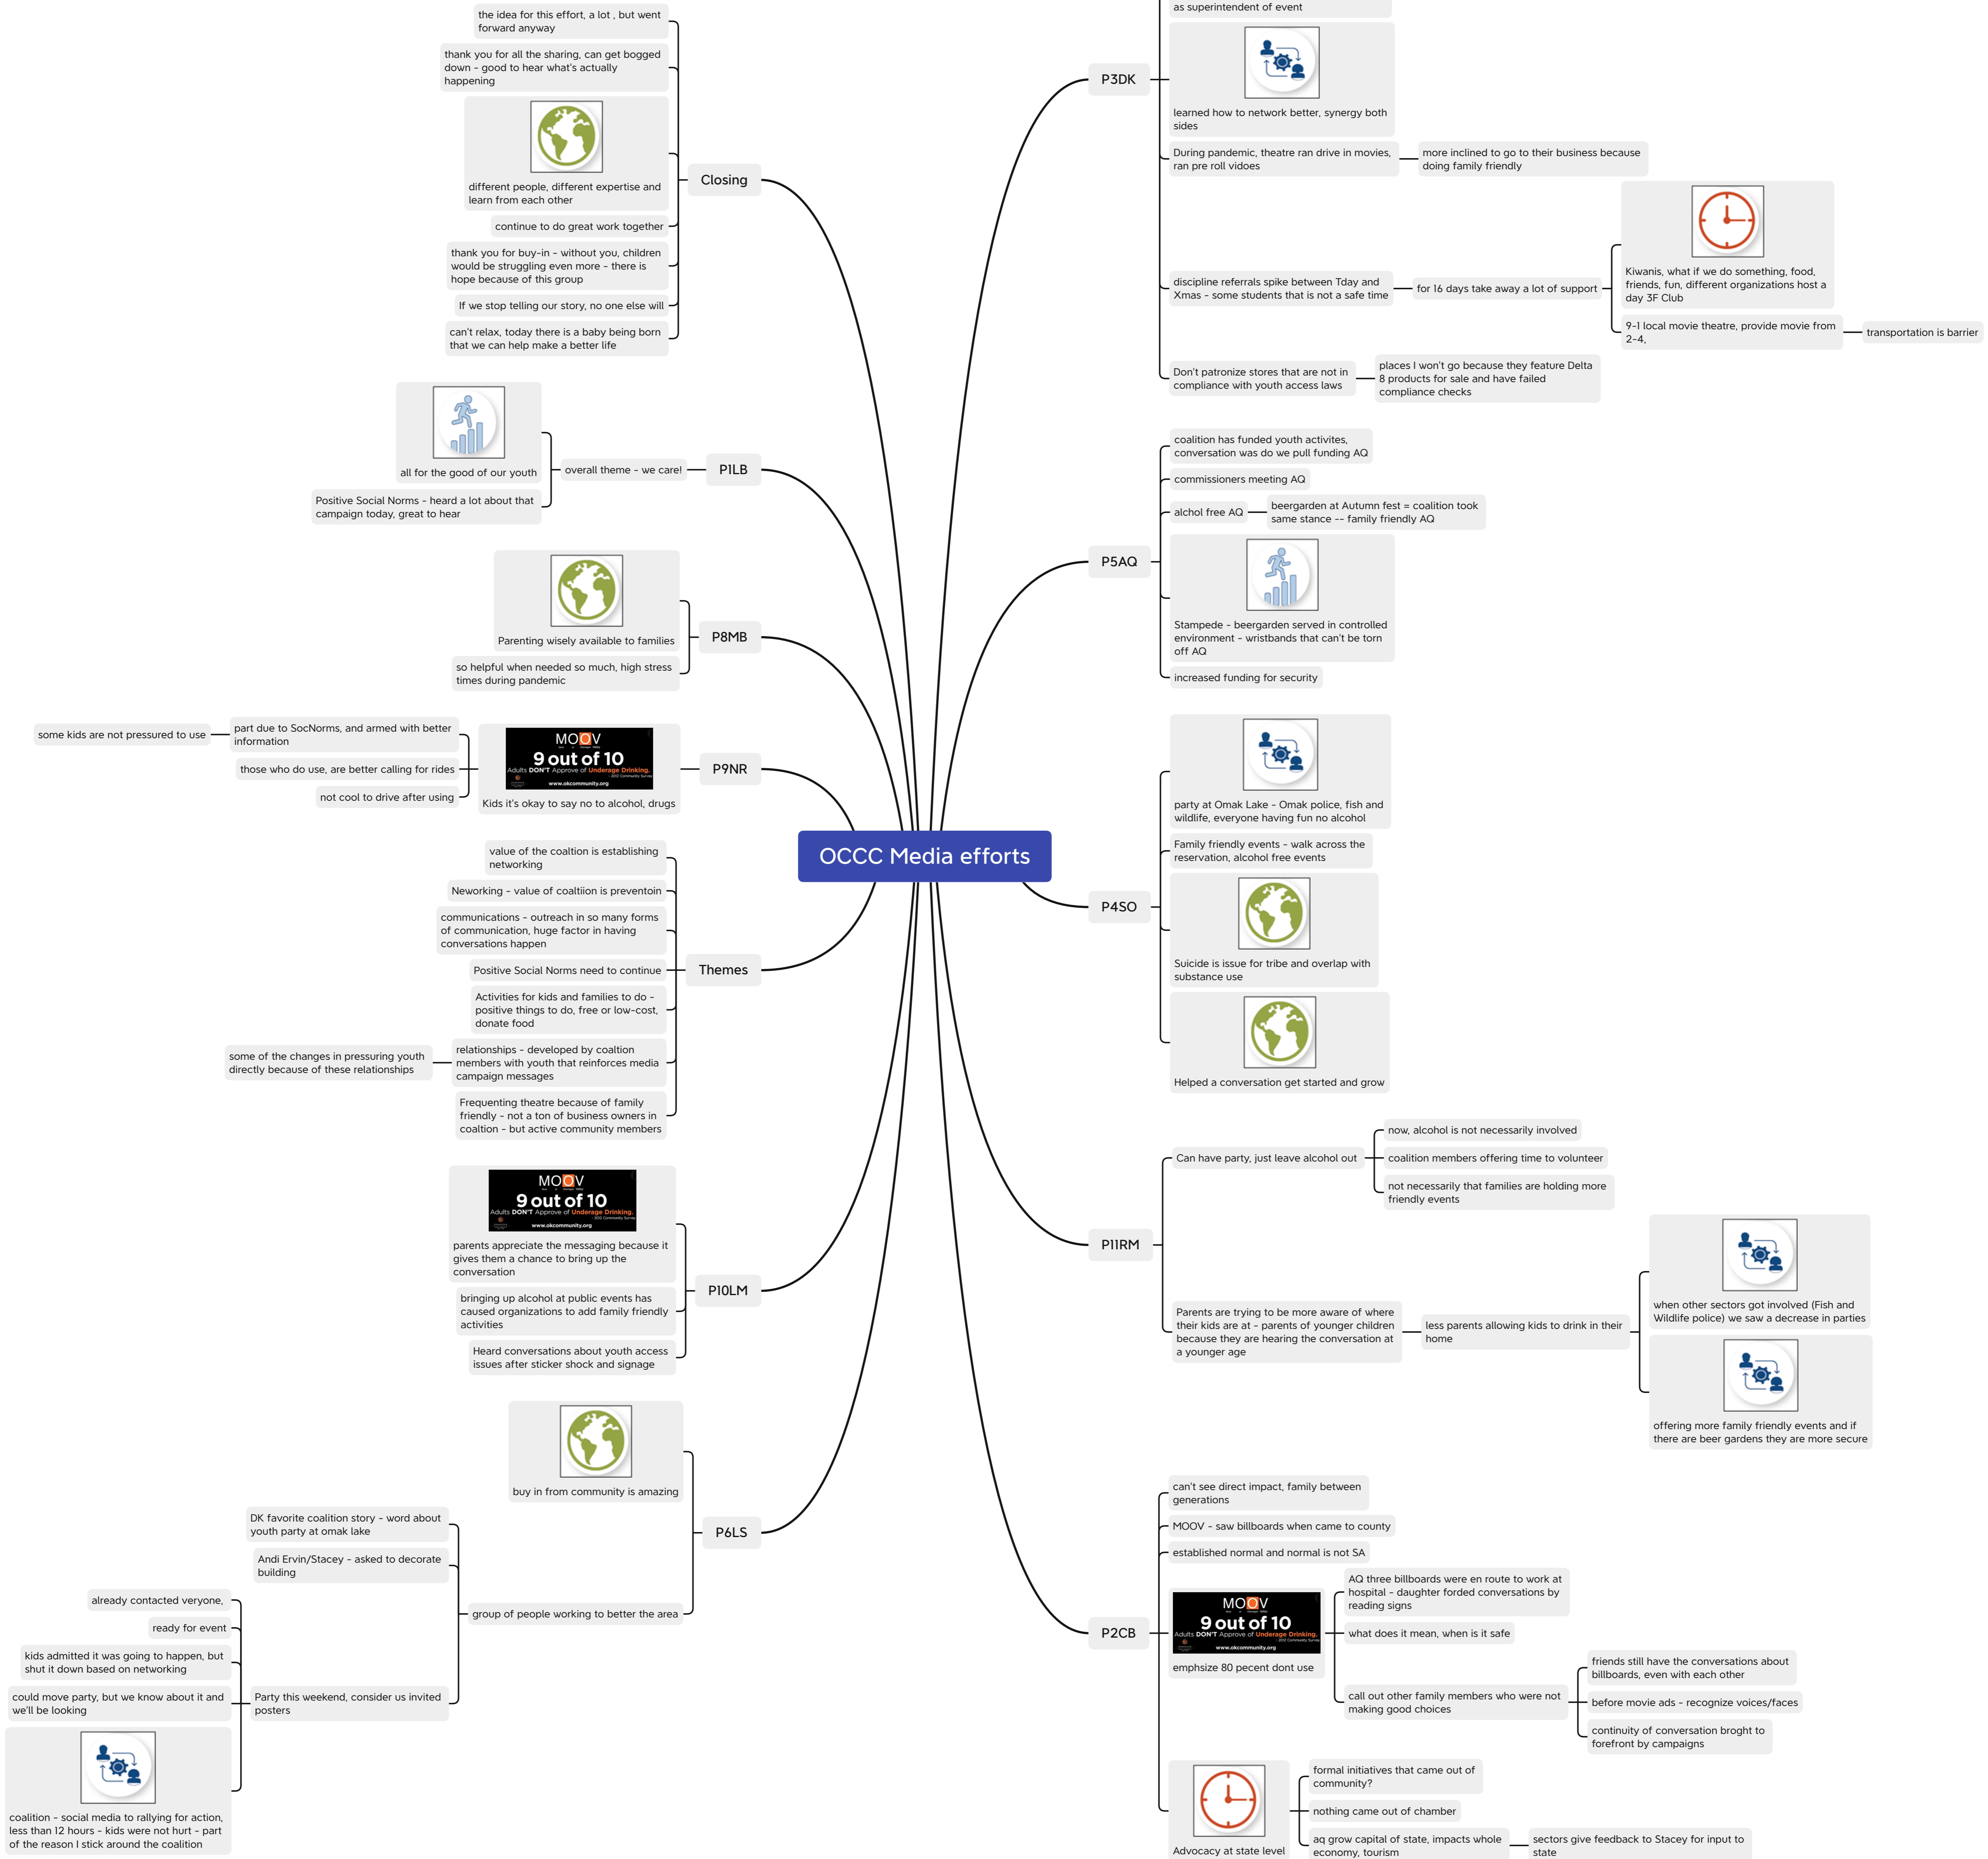 OCCC Media efforts
Closing
the idea for this effort, a lot , but went
forward anyway
thank you for all the sharing, can get bogged
down - good to hear what's actually
happening
different people, different expertise and
learn from each other
continue to do great work together
thank you for buy-in - without you, children
would be struggling even more - there is
hope because of this group
If we stop telling our story, no one else will
can't relax, today there is a baby being born
that we can help make a better life
P1LB
overall theme - we care!
all for the good of our youth
Positive Social Norms - heard a lot about that
campaign today, great to hear
P8MB
Parenting wisely available to families
so helpful when needed so much, high stress
times during pandemic
P9NR
MOOV
9 out of 10
Adults DON'T Approve of Underage Drinking.
- 2012 Community Survey
www.okcommunity.org
Kids it's okay to say no to alcohol, drugs
part due to SocNorms, and armed with better
information
some kids are not pressured to use
those who do use, are better calling for rides
not cool to drive after using
Themes
value of the coaltion is establishing
networking
Neworking - value of coaltiion is preventoin
communications - outreach in so many forms
of communication, huge factor in having
conversations happen
Positive Social Norms need to continue
Activities for kids and families to do -
positive things to do, free or low-cost,
donate food
relationships - developed by coaltion
members with youth that reinforces media
campaign messages
some of the changes in pressuring youth
directly because of these relationships
Frequenting theatre because of family
friendly - not a ton of business owners in
coaltion - but active community members
P10LM
MOOV
9 out of 10
Adults DON'T Approve of Underage Drinking.
- 2012 Community Survey
www.okcommunity.org
parents appreciate the messaging because it
gives them a chance to bring up the
conversation
bringing up alcohol at public events has
caused organizations to add family friendly
activities
Heard conversations about youth access
issues after sticker shock and signage
P6LS
buy in from community is amazing
group of people working to better the area
DK favorite coalition story - word about
youth party at omak lake
Andi Ervin/Stacey - asked to decorate
building
Party this weekend, consider us invited
posters
already contacted veryone,
ready for event
kids admitted it was going to happen, but
shut it down based on networking
could move party, but we know about it and
we'll be looking
coalition - social media to rallying for action,
less than 12 hours - kids were not hurt - part
of the reason I stick around the coalition
P3DK
as superintendent of event
learned how to network better, synergy both
sides
During pandemic, theatre ran drive in movies,
ran pre roll vidoes
more inclined to go to their business because
doing family friendly
discipline referrals spike between Tday and
Xmas - some students that is not a safe time
for 16 days take away a lot of support
Kiwanis, what if we do something, food,
friends, fun, different organizations host a
day 3F Club
9-1 local movie theatre, provide movie from
2-4,
transportation is barrier
Don't patronize stores that are not in
compliance with youth access laws
places I won't go because they feature Delta
8 products for sale and have failed
compliance checks
P5AQ
coalition has funded youth activites,
conversation was do we pull funding AQ
commissioners meeting AQ
alchol free AQ
beergarden at Autumn fest = coalition took
same stance -- family friendly AQ
Stampede - beergarden served in controlled
environment - wristbands that can't be torn
off AQ
increased funding for security
P4SO
party at Omak Lake - Omak police, fish and
wildlife, everyone having fun no alcohol
Family friendly events - walk across the
reservation, alcohol free events
Suicide is issue for tribe and overlap with
substance use
Helped a conversation get started and grow
P11RM
Can have party, just leave alcohol out
now, alcohol is not necessarily involved
coalition members offering time to volunteer
not necessarily that families are holding more
friendly events
Parents are trying to be more aware of where
their kids are at - parents of younger children
because they are hearing the conversation at
a younger age
less parents allowing kids to drink in their
home
when other sectors got involved (Fish and
Wildlife police) we saw a decrease in parties
offering more family friendly events and if
there are beer gardens they are more secure
P2CB
can't see direct impact, family between
generations
MOOV - saw billboards when came to county
established normal and normal is not SA
MOOV
9 out of 10
Adults DON'T Approve of Underage Drinking.
- 2012 Community Survey
www.okcommunity.org
emphsize 80 pecent dont use
AQ three billboards were en route to work at
hospital - daughter forded conversations by
reading signs
what does it mean, when is it safe
call out other family members who were not
making good choices
friends still have the conversations about
billboards, even with each other
before movie ads - recognize voices/faces
continuity of conversation broght to
forefront by campaigns
Advocacy at state level
formal initiatives that came out of
community?
nothing came out of chamber
aq grow capital of state, impacts whole
economy, tourism
sectors give feedback to Stacey for input to
state